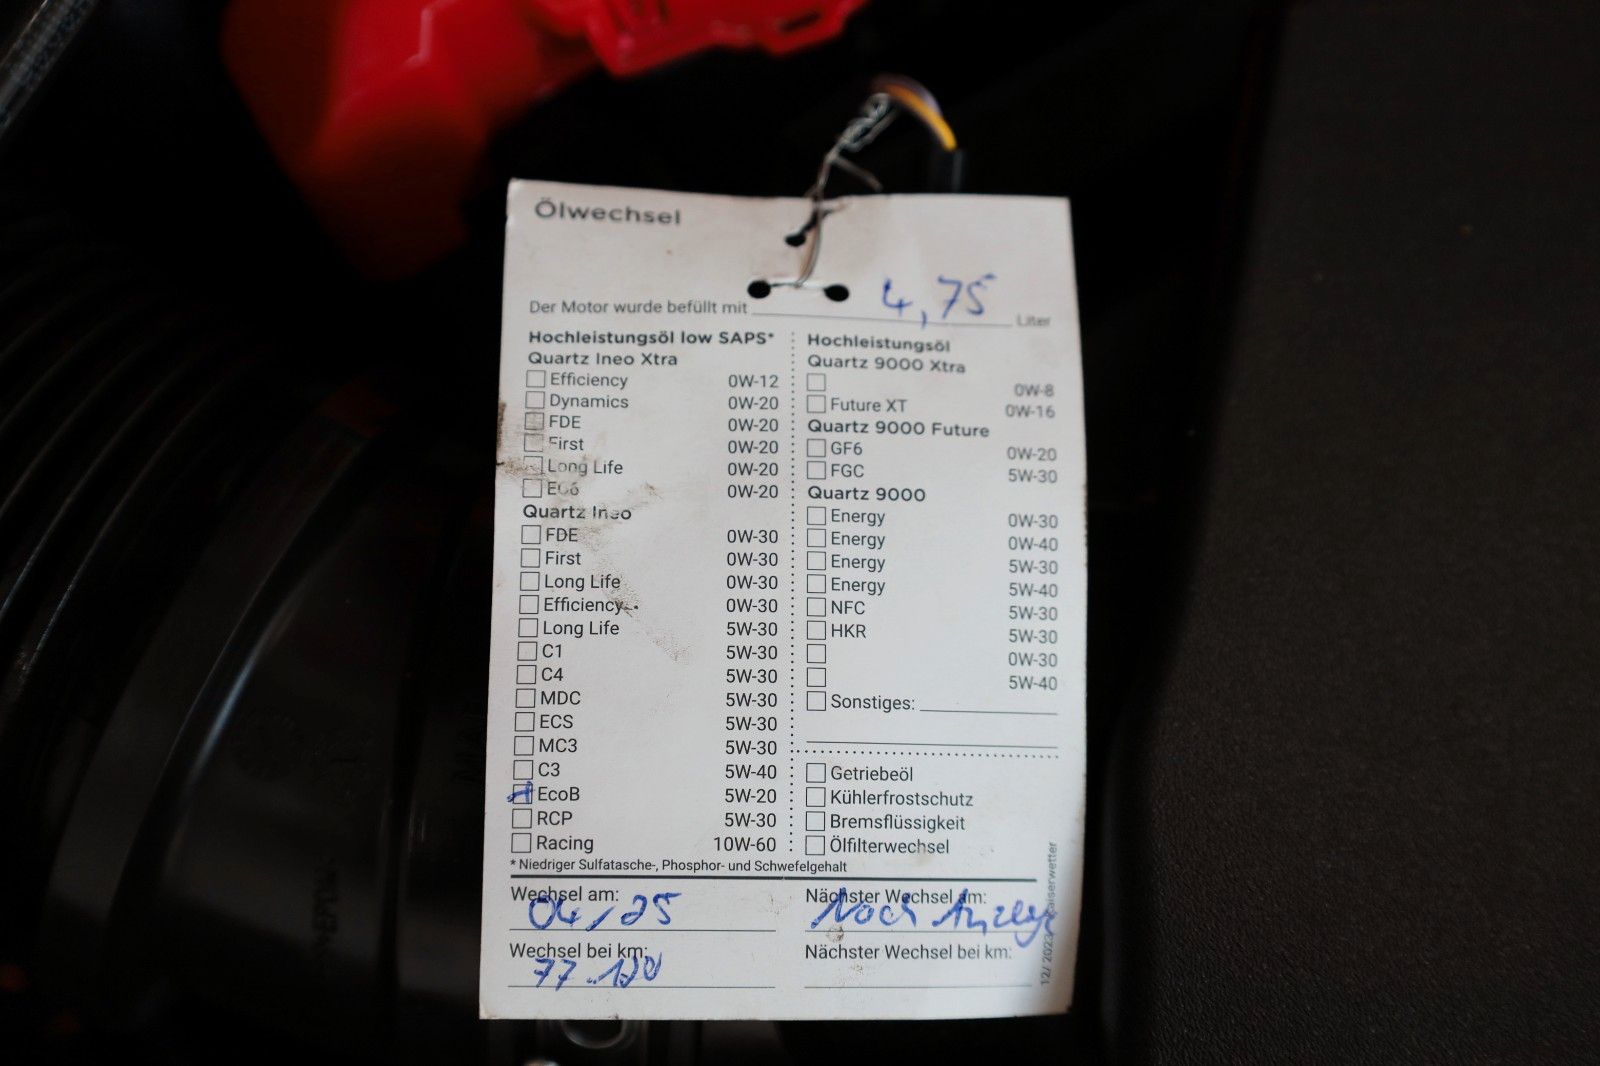 Ölwechsel
Der Motor wurde befüllt mit 4,75 Liter
Hochleistungsöl low SAPS*
Quartz Ineo Xtra
Efficiency 0W-12
Dynamics 0W-20
FDE 0W-20
First 0W-20
Long Life 0W-20
EC6 0W-20
Quartz Ineo
FDE 0W-30
First 0W-30
Long Life 0W-30
Efficiency 0W-30
Long Life 5W-30
C1 5W-30
C4 5W-30
MDC 5W-30
ECS 5W-30
MC3 5W-30
C3 5W-40
EcoB 5W-20
RCP 5W-30
Racing 10W-60
Hochleistungsöl
Quartz 9000 Xtra
0W-8
Future XT 0W-16
Quartz 9000 Future
GF6 0W-20
FGC 5W-30
Quartz 9000
Energy 0W-30
Energy 0W-40
Energy 5W-30
Energy 5W-40
NFC 5W-30
HKR 5W-30
0W-30
5W-40
Sonstiges:
Getriebeöl
Kühlerfrostschutz
Bremsflüssigkeit
Ölfilterwechsel
* Niedriger Sulfatasche-, Phosphor- und Schwefelgehalt
Wechsel am:
04/25
Nächster Wechsel am:
Nach Anzeige
Wechsel bei km:
Nächster Wechsel bei km:
12/2023